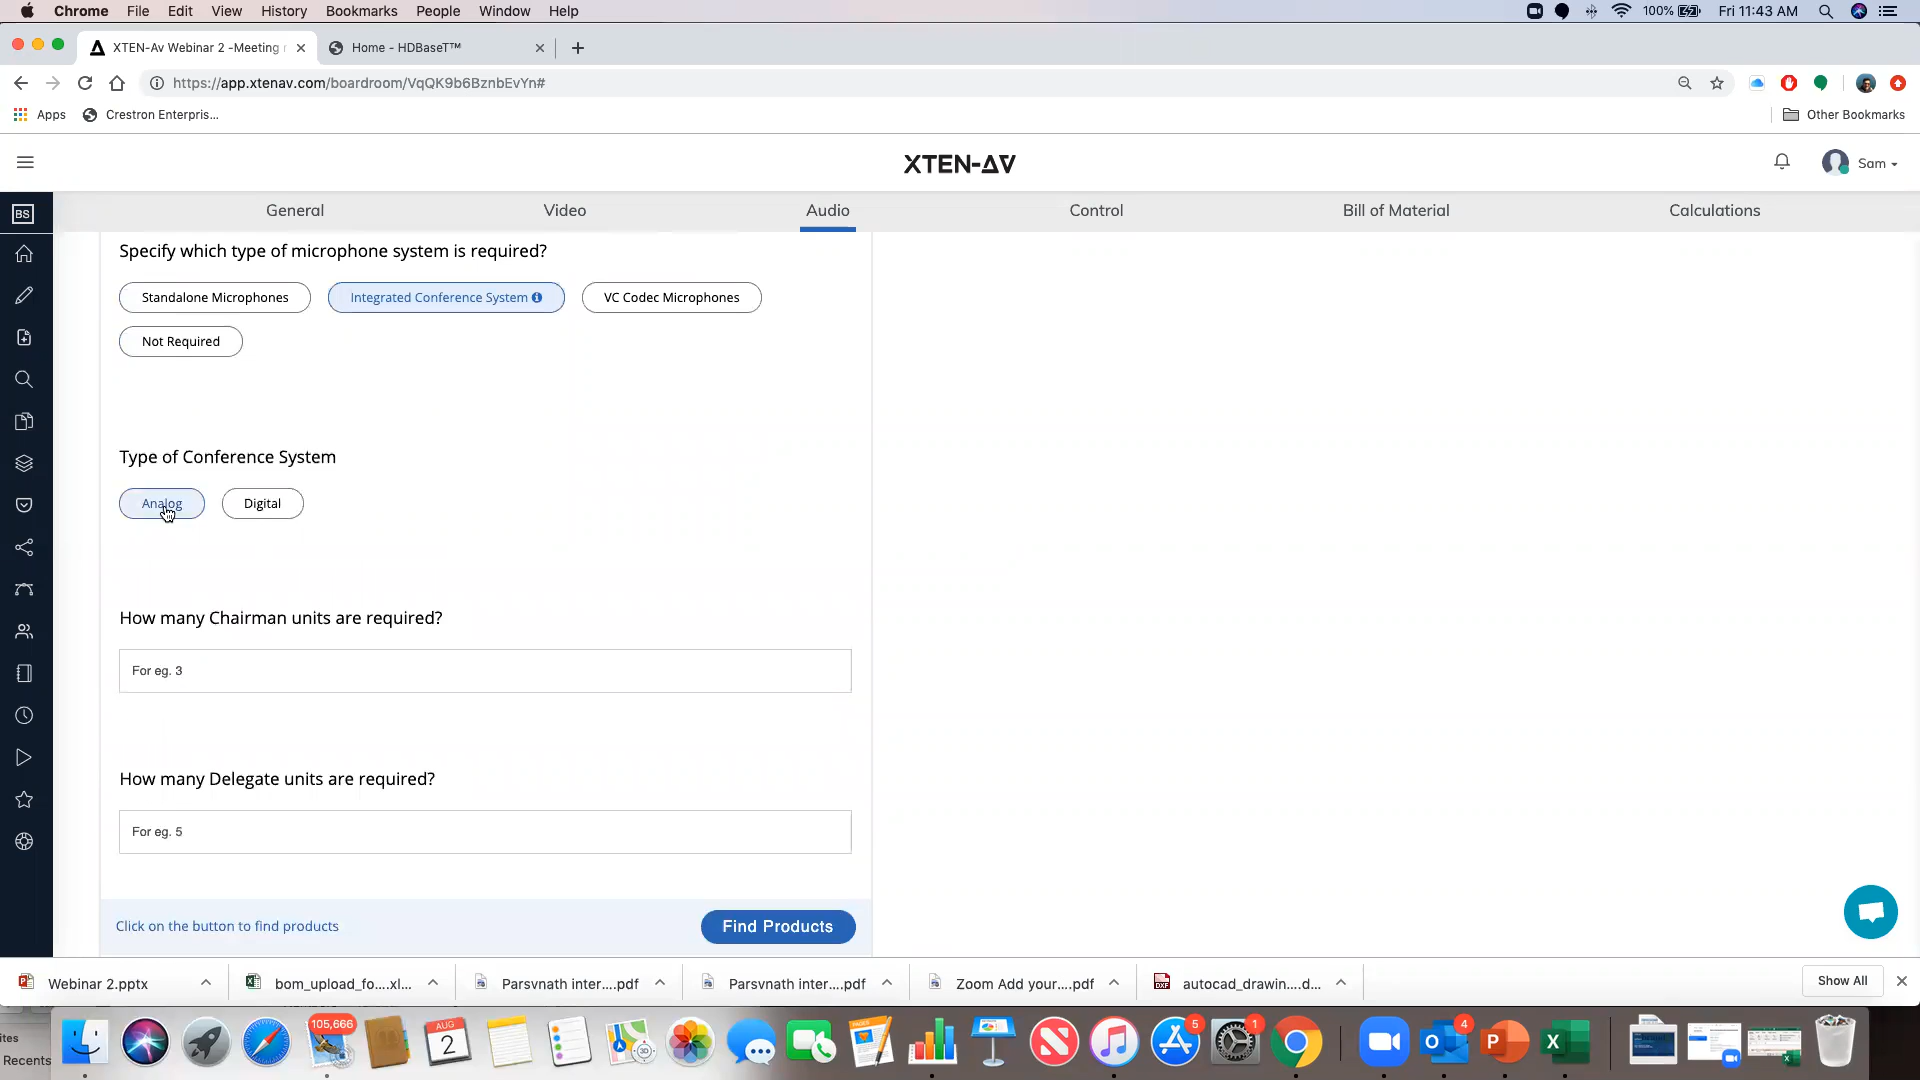 Chrome File Edit View History Bookmarks People Window Help 100% Fri 11:43 AM
XTEN-Av Webinar 2 -Meeting Home - HDBaseT™
https://app.xtenav.com/boardroom/VqQK9b6BznbEvYn#
Apps Crestron Enterpris... Other Bookmarks
XTEN-AV Sam
BS General Video Audio Control Bill of Material Calculations
Specify which type of microphone system is required?
Standalone Microphones Integrated Conference System VC Codec Microphones
Not Required
Type of Conference System
Analog Digital
How many Chairman units are required?
For eg. 3
How many Delegate units are required?
For eg. 5
Click on the button to find products Find Products
Webinar 2.pptx bom_upload_fo....xl... Parsvnath inter....pdf Parsvnath inter....pdf Zoom Add your....pdf autocad_drawin....d... Show All
105,666 AUG 2 5 1 4
ites
Recents